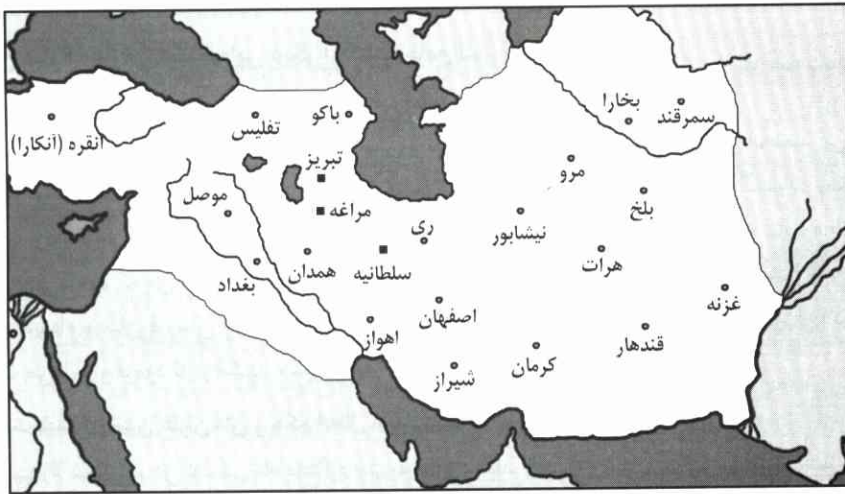 بخارا
سمرقند
باکو
تفلیس
آنقره (آنکارا)
تبریز
مرو
موصل
مراغه
بلخ
ری
نیشابور
همدان
سلطانیه
هرات
بغداد
غزنه
اصفهان
اهواز
قندهار
کرمان
شیراز